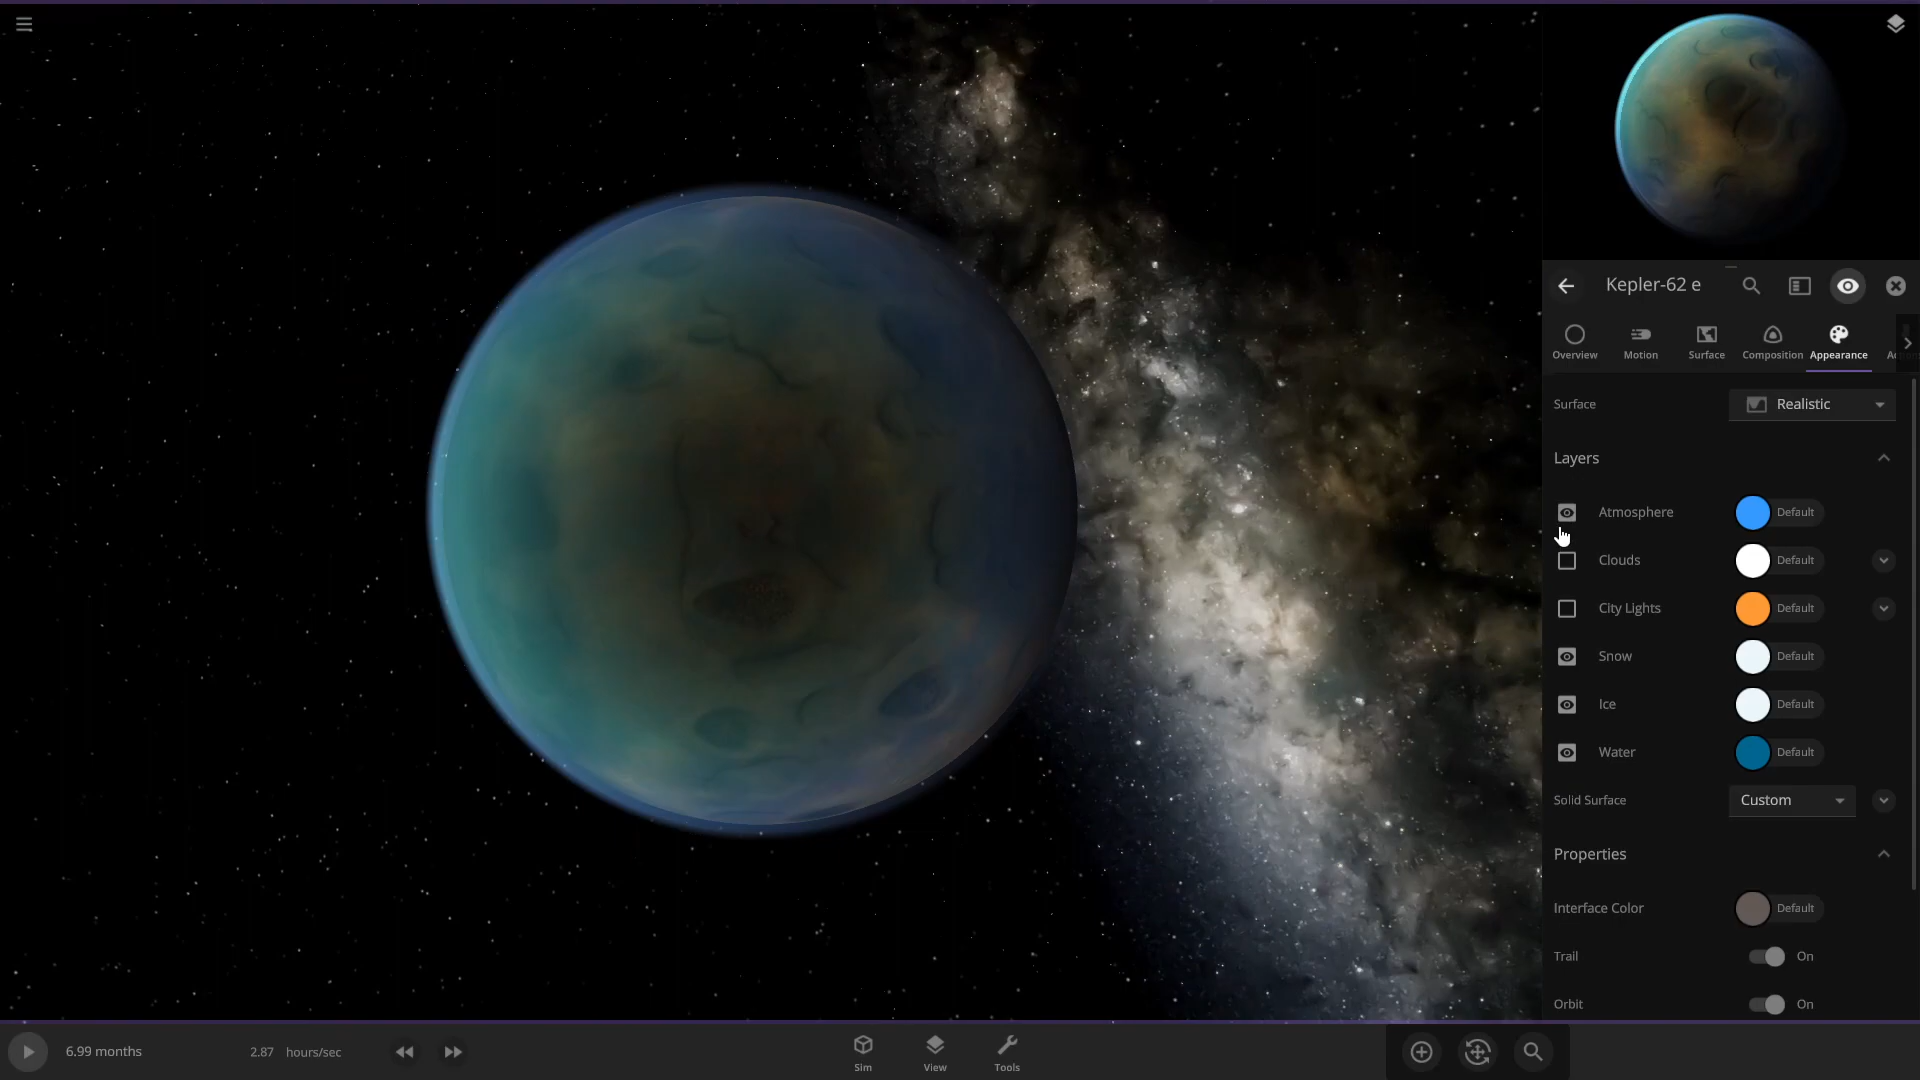 Kepler-62 e
Overview
Motion
Surface
Composition
Appearance
Surface
Realistic
Layers
Atmosphere
Default
Clouds
Default
City Lights
Default
Snow
Default
Ice
Default
Water
Default
Solid Surface
Custom
Properties
Interface Color
Default
Trail
On
Orbit
On
6.99 months
2.87 hours/sec
Sim
View
Tools